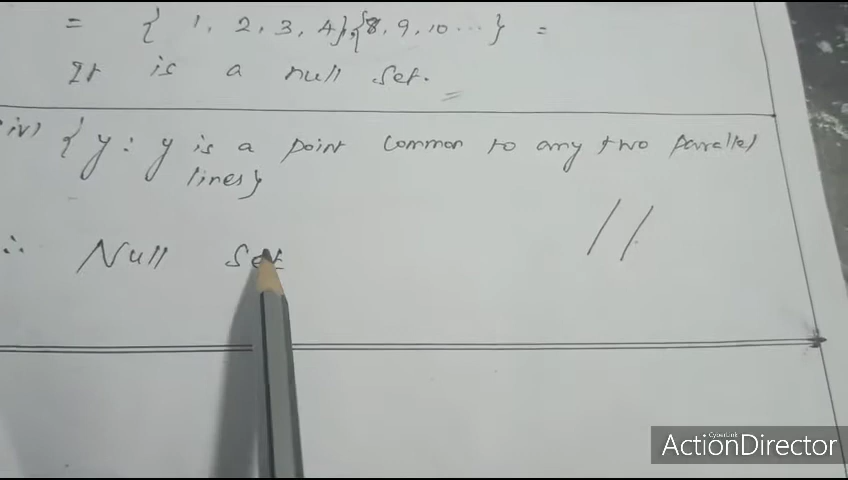 = { 1, 2, 3, 4},{8, 9, 10 ... } =
It is a null set.
iv) { y : y is a point common to any two parallel
lines}
∴ Null Set
CyberLink
ActionDirector